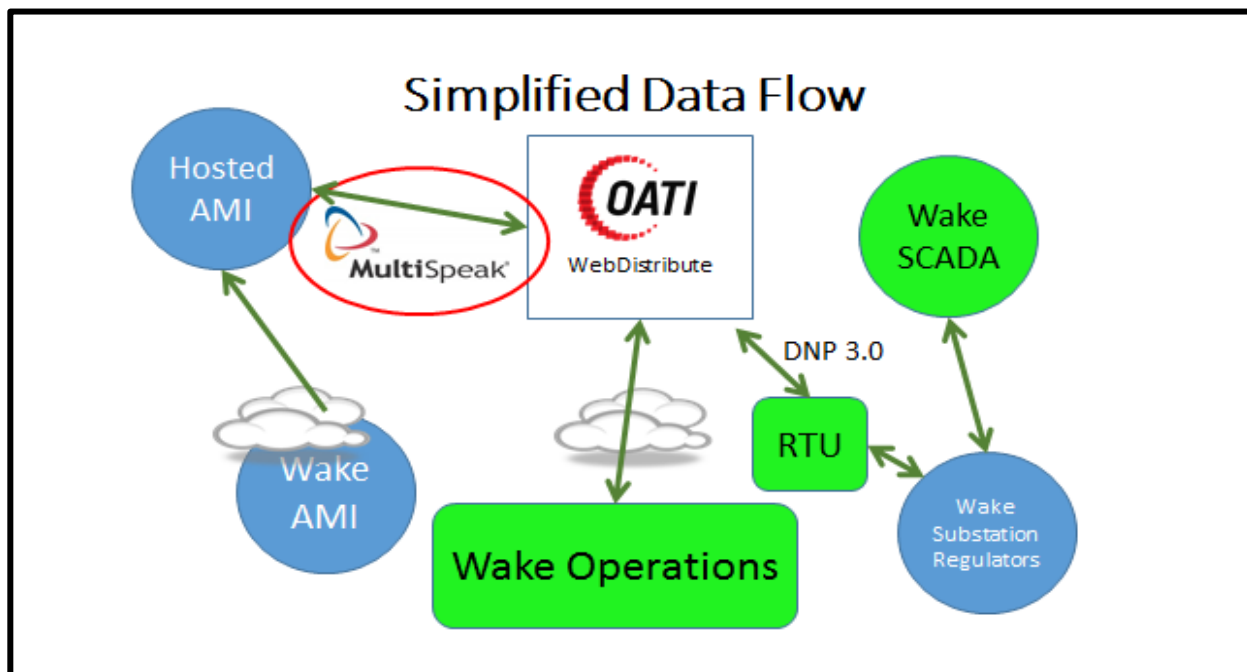 Simplified Data Flow
Hosted
AMI
MultiSpeak®
™
OATI
WebDistribute
Wake
SCADA
DNP 3.0
RTU
Wake
AMI
Wake Operations
Wake
Substation
Regulators